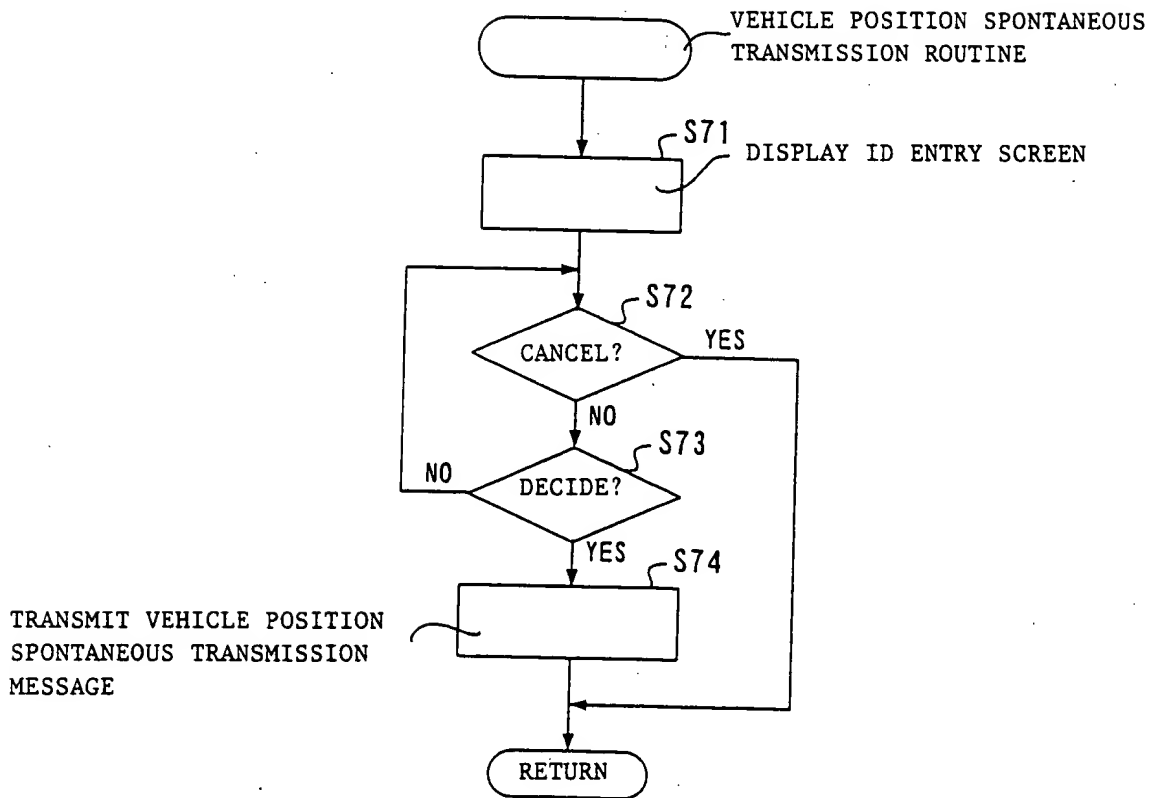 VEHICLE POSITION SPONTANEOUS
TRANSMISSION ROUTINE
S71
DISPLAY ID ENTRY SCREEN
S72
CANCEL?
YES
NO
S73
DECIDE?
NO
YES
S74
TRANSMIT VEHICLE POSITION
SPONTANEOUS TRANSMISSION
MESSAGE
RETURN